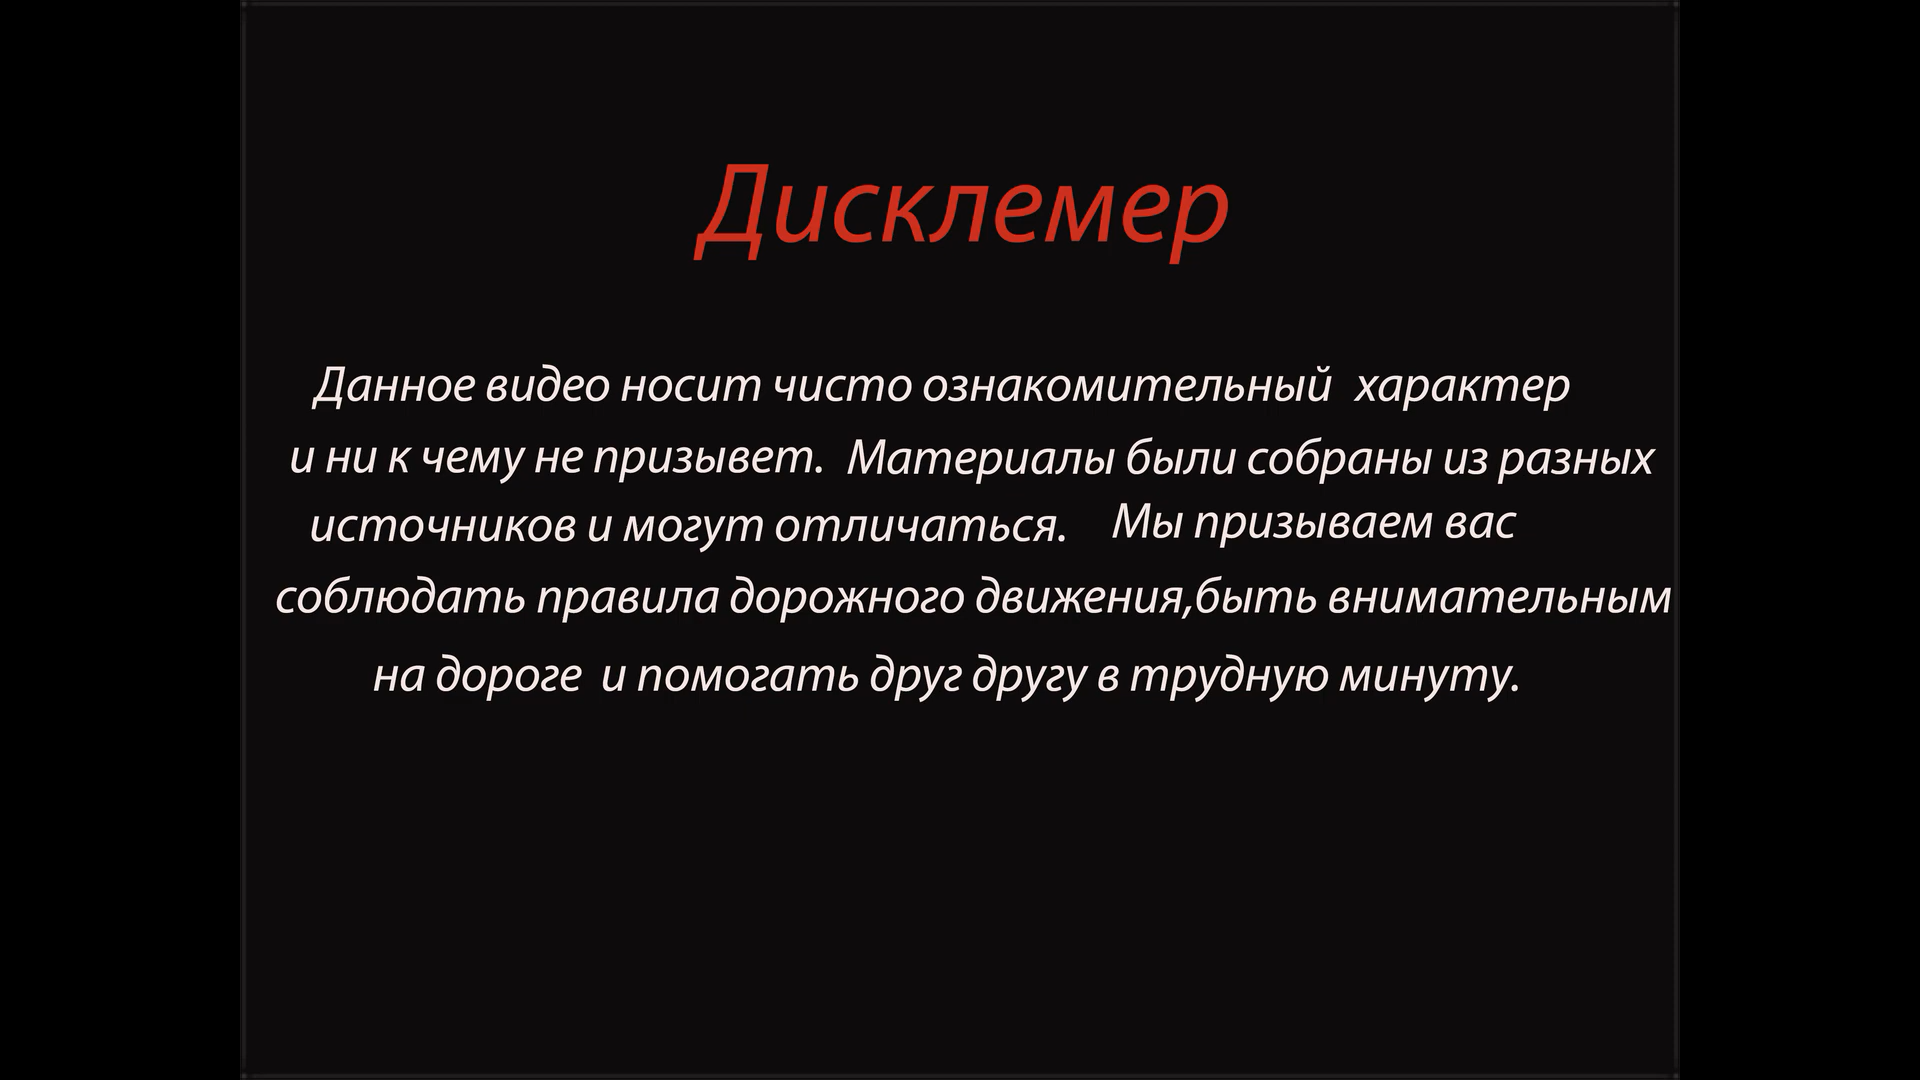 Дисклемер
Данное видео носит чисто ознакомительный характер
и ни к чему не призывет. Материалы были собраны из разных
источников и могут отличаться. Мы призываем вас
соблюдать правила дорожного движения,быть внимательным
на дороге и помогать друг другу в трудную минуту.